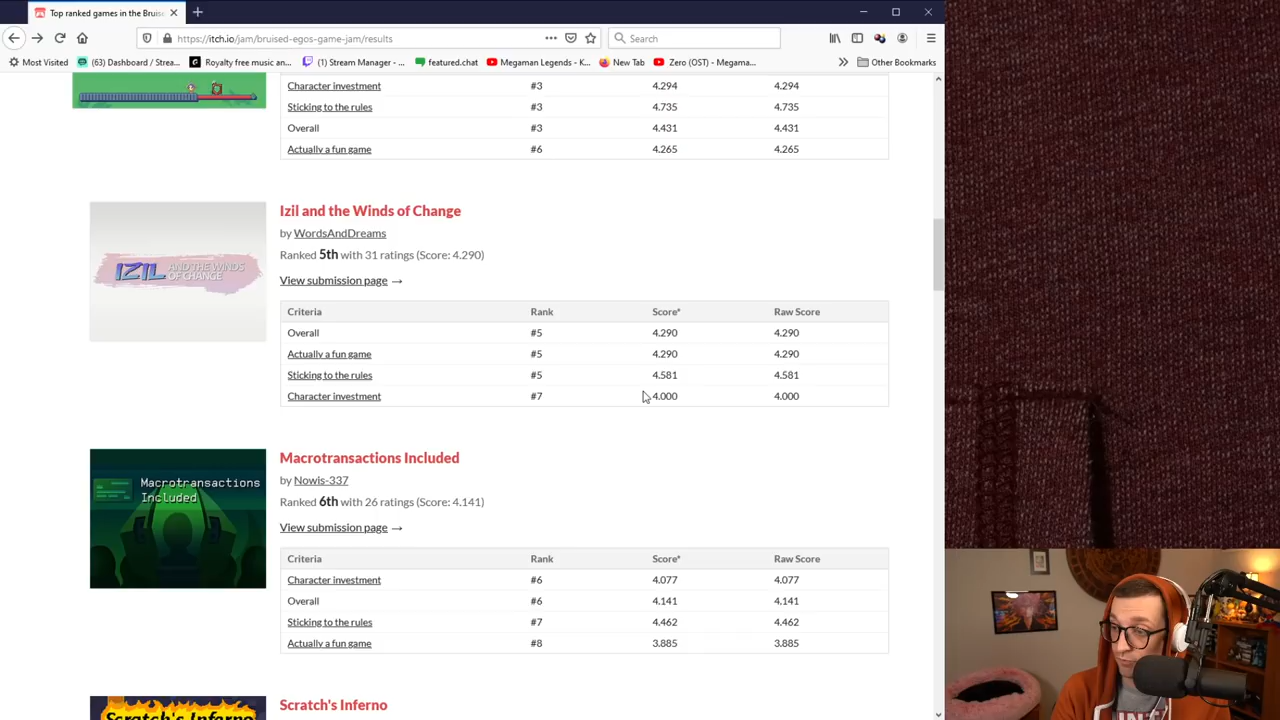 Top ranked games in the Bruise
https://itch.io/jam/bruised-egos-game-jam/results
Search
Most Visited
(63) Dashboard / Strea...
Royalty free music an...
(1) Stream Manager - ...
featured.chat
Megaman Legends - K...
New Tab
Zero (OST) - Megama...
Other Bookmarks
Character investment #3 4.294 4.294
Sticking to the rules #3 4.735 4.735
Overall #3 4.431 4.431
Actually a fun game #6 4.265 4.265
IZIL AND THE WINDS OF CHANGE
Izil and the Winds of Change
by WordsAndDreams
Ranked 5th with 31 ratings (Score: 4.290)
View submission page →
Criteria Rank Score* Raw Score
Overall #5 4.290 4.290
Actually a fun game #5 4.290 4.290
Sticking to the rules #5 4.581 4.581
Character investment #7 4.000 4.000
Macrotransactions
Included
Macrotransactions Included
by Nowis-337
Ranked 6th with 26 ratings (Score: 4.141)
View submission page →
Criteria Rank Score* Raw Score
Character investment #6 4.077 4.077
Overall #6 4.141 4.141
Sticking to the rules #7 4.462 4.462
Actually a fun game #8 3.885 3.885
Scratch's Inferno
Scratch's Inferno